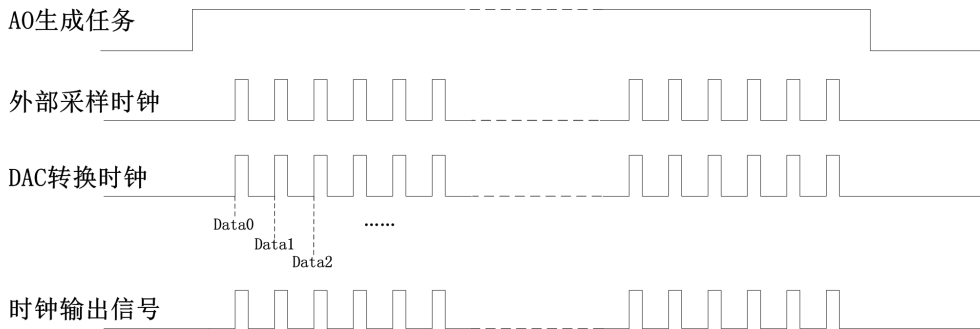 AO生成任务
外部采样时钟
DAC转换时钟
Data0
Data1
Data2
……
时钟输出信号